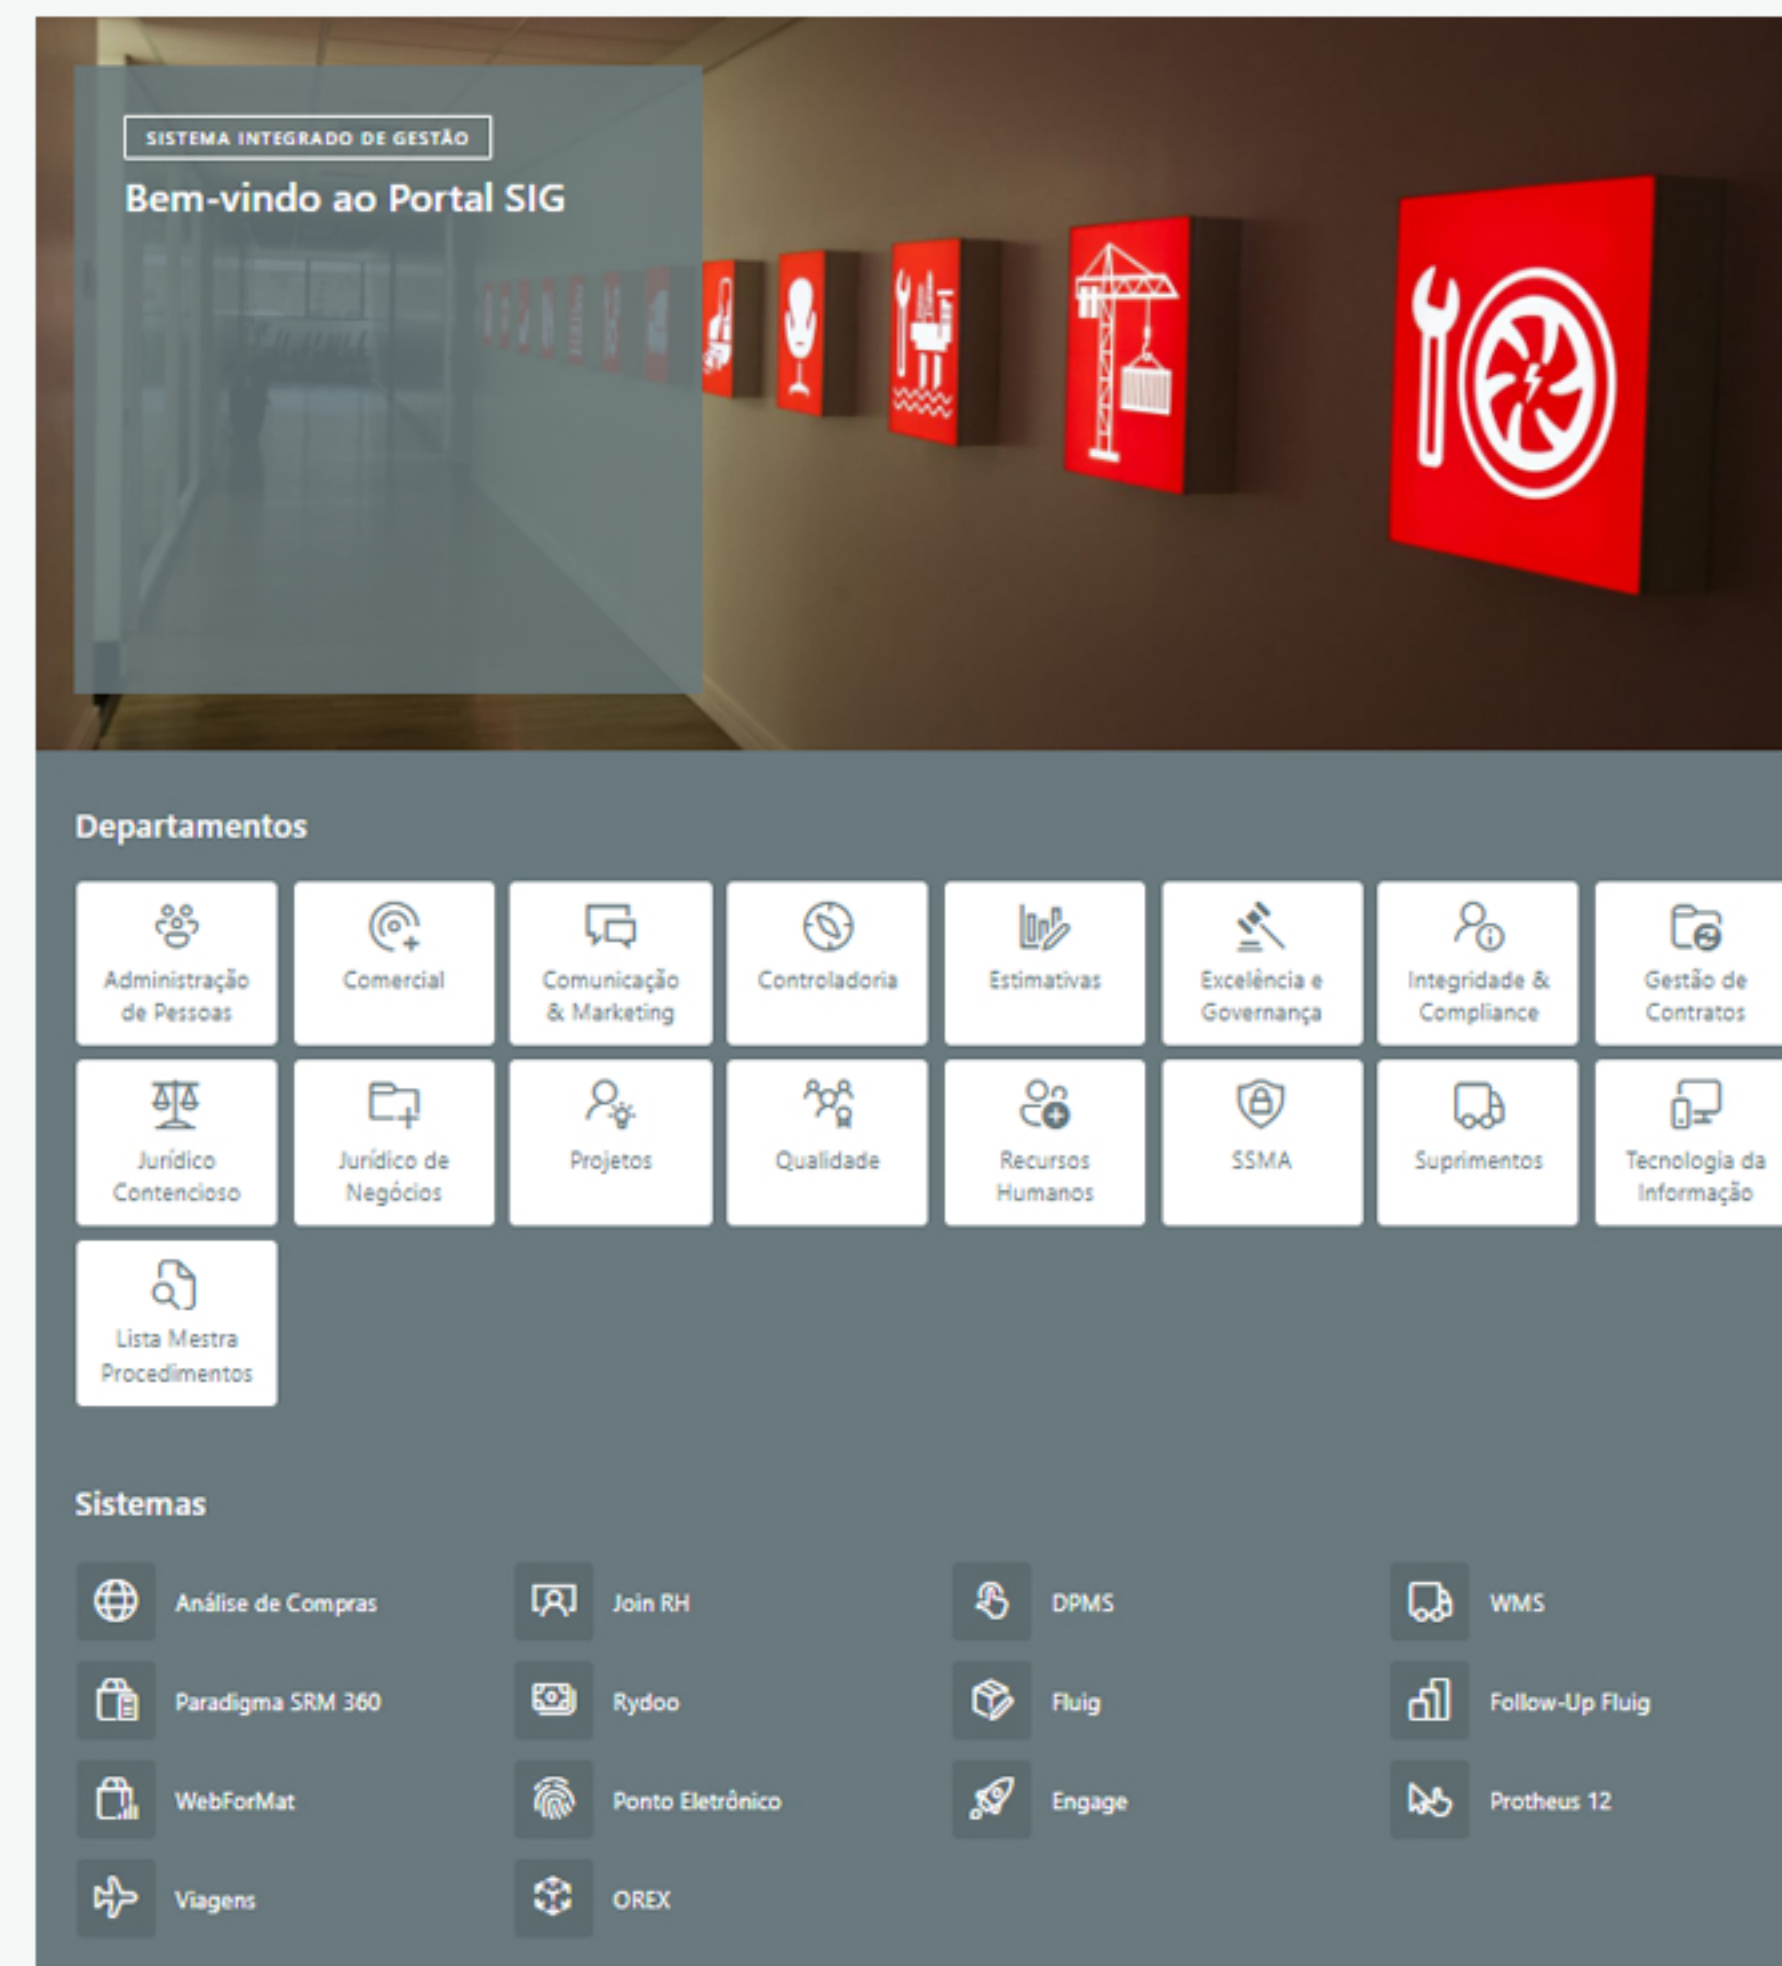 SISTEMA INTEGRADO DE GESTÃO
Bem-vindo ao Portal SIG
Departamentos
Administração
de Pessoas
Comercial
Comunicação
& Marketing
Controladoria
Estimativas
Excelência e
Governança
Integridade &
Compliance
Gestão de
Contratos
Jurídico
Contencioso
Jurídico de
Negócios
Projetos
Qualidade
Recursos
Humanos
SSMA
Suprimentos
Tecnologia da
Informação
Lista Mestra
Procedimentos
Sistemas
Análise de Compras
Join RH
DPMS
WMS
Paradigma SRM 360
Rydoo
Fluig
Follow-Up Fluig
WebForMat
Ponto Eletrônico
Engage
Protheus 12
Viagens
OREX